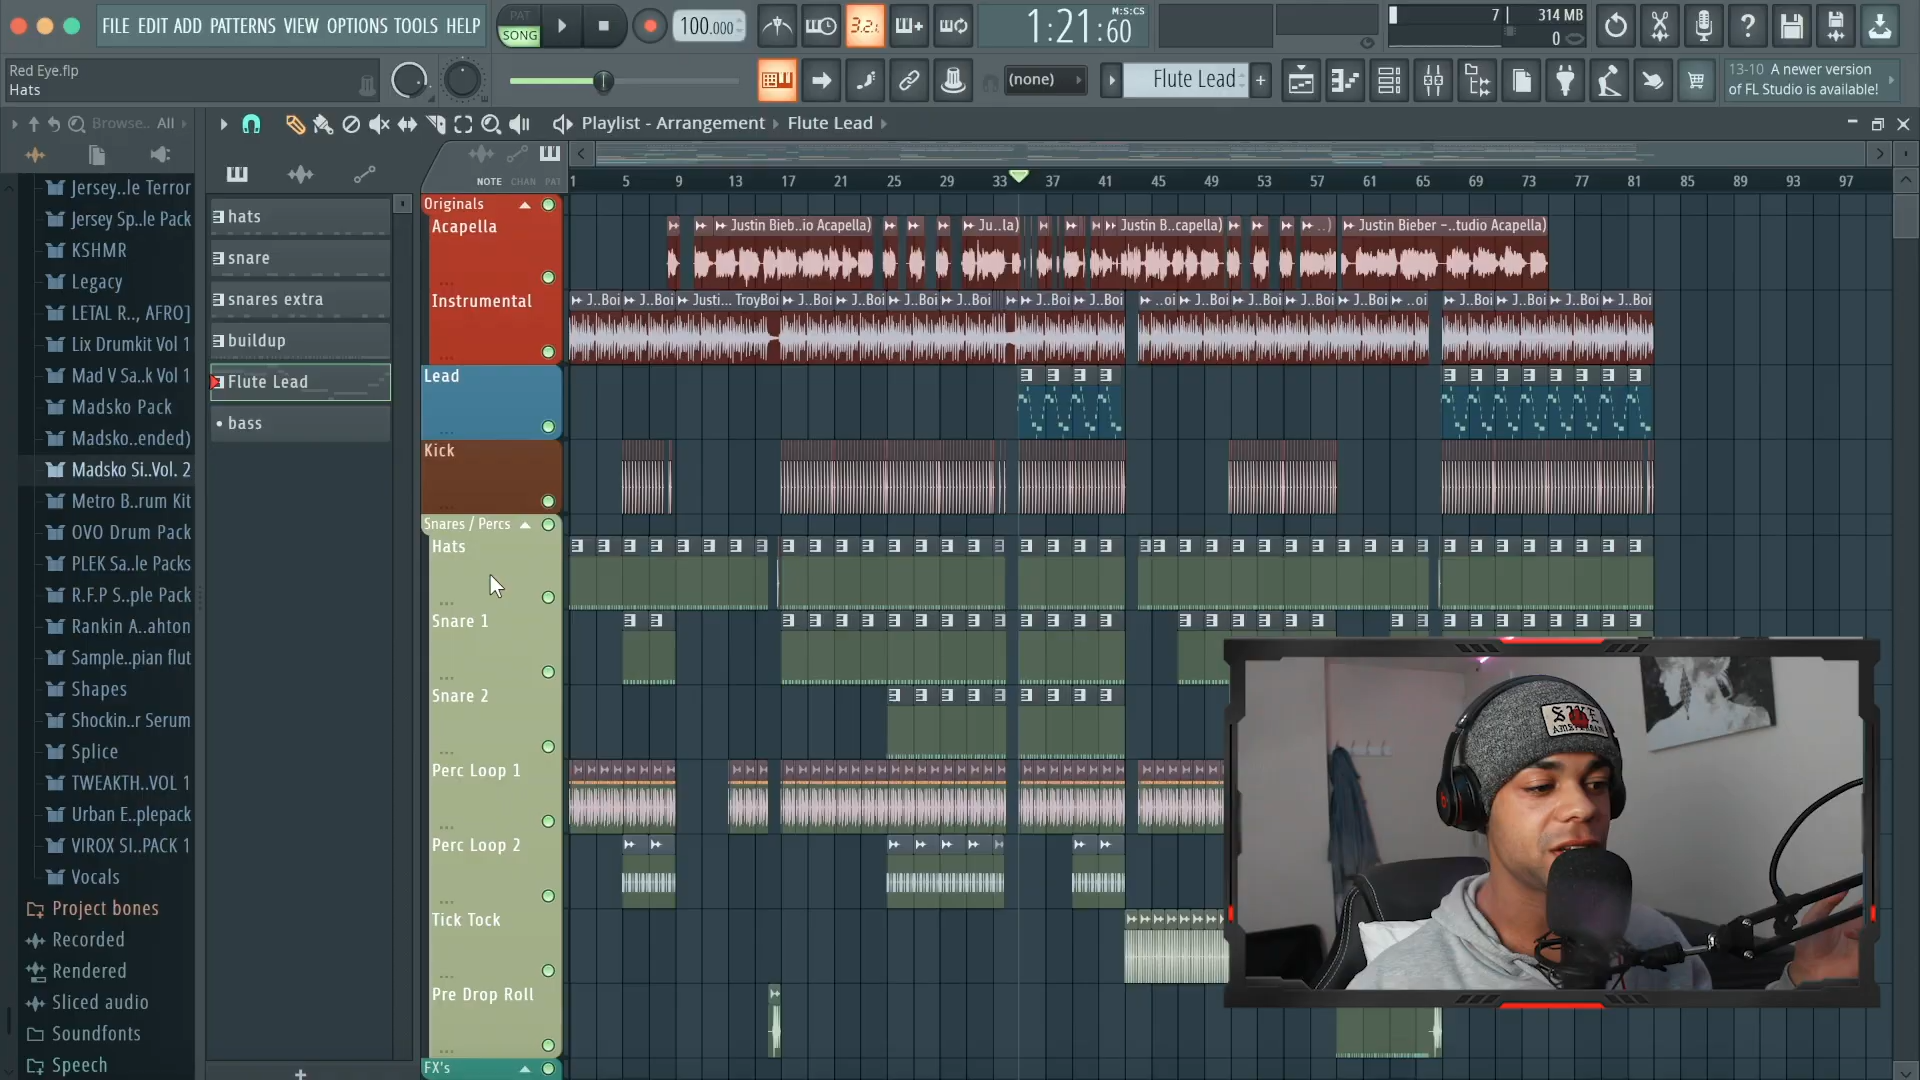 FILE EDIT ADD PATTERNS VIEW OPTIONS TOOLS HELP
PAT
SONG
100.000
3.2.1
1:21:60
M:S:CS
7
314 MB
0
Red Eye.flp
Hats
(none)
Flute Lead
13-10 A newer version
of FL Studio is available!
Browse..
All
Playlist - Arrangement
Flute Lead
NOTE CHAN PAT
1 5 9 13 17 21 25 29 33 37 41 45 49 53 57 61 65 69 73 77 81 85 89 93 97
Jersey..le Terror
Jersey Sp..le Pack
KSHMR
Legacy
LETAL R.., AFRO]
Lix Drumkit Vol 1
Mad V Sa..k Vol 1
Madsko Pack
Madsko..ended)
Madsko Si..Vol. 2
Metro B..rum Kit
OVO Drum Pack
PLEK Sa..le Packs
R.F.P S..ple Pack
Rankin A..ahton
Sample..pian flut
Shapes
Shockin..r Serum
Splice
TWEAKTH..VOL 1
Urban E..plepack
VIROX SI..PACK 1
Vocals
Project bones
Recorded
Rendered
Sliced audio
Soundfonts
Speech
hats
snare
snares extra
buildup
Flute Lead
bass
Originals
Acapella
Justin Bieb..io Acapella)
Ju..la)
Justin B..capella)
..)
Justin Bieber -..tudio Acapella)
Instrumental
J..Boi J..Boi Justi... TroyBoi J..Boi J..Boi J..Boi J..Boi J..Boi J..Boi ..oi J..Boi J..Boi J..Boi J..Boi ..oi J..Boi J..Boi J..Boi J..Boi
Lead
Kick
Snares / Percs
Hats
Snare 1
Snare 2
Perc Loop 1
Perc Loop 2
Tick Tock
Pre Drop Roll
FX's